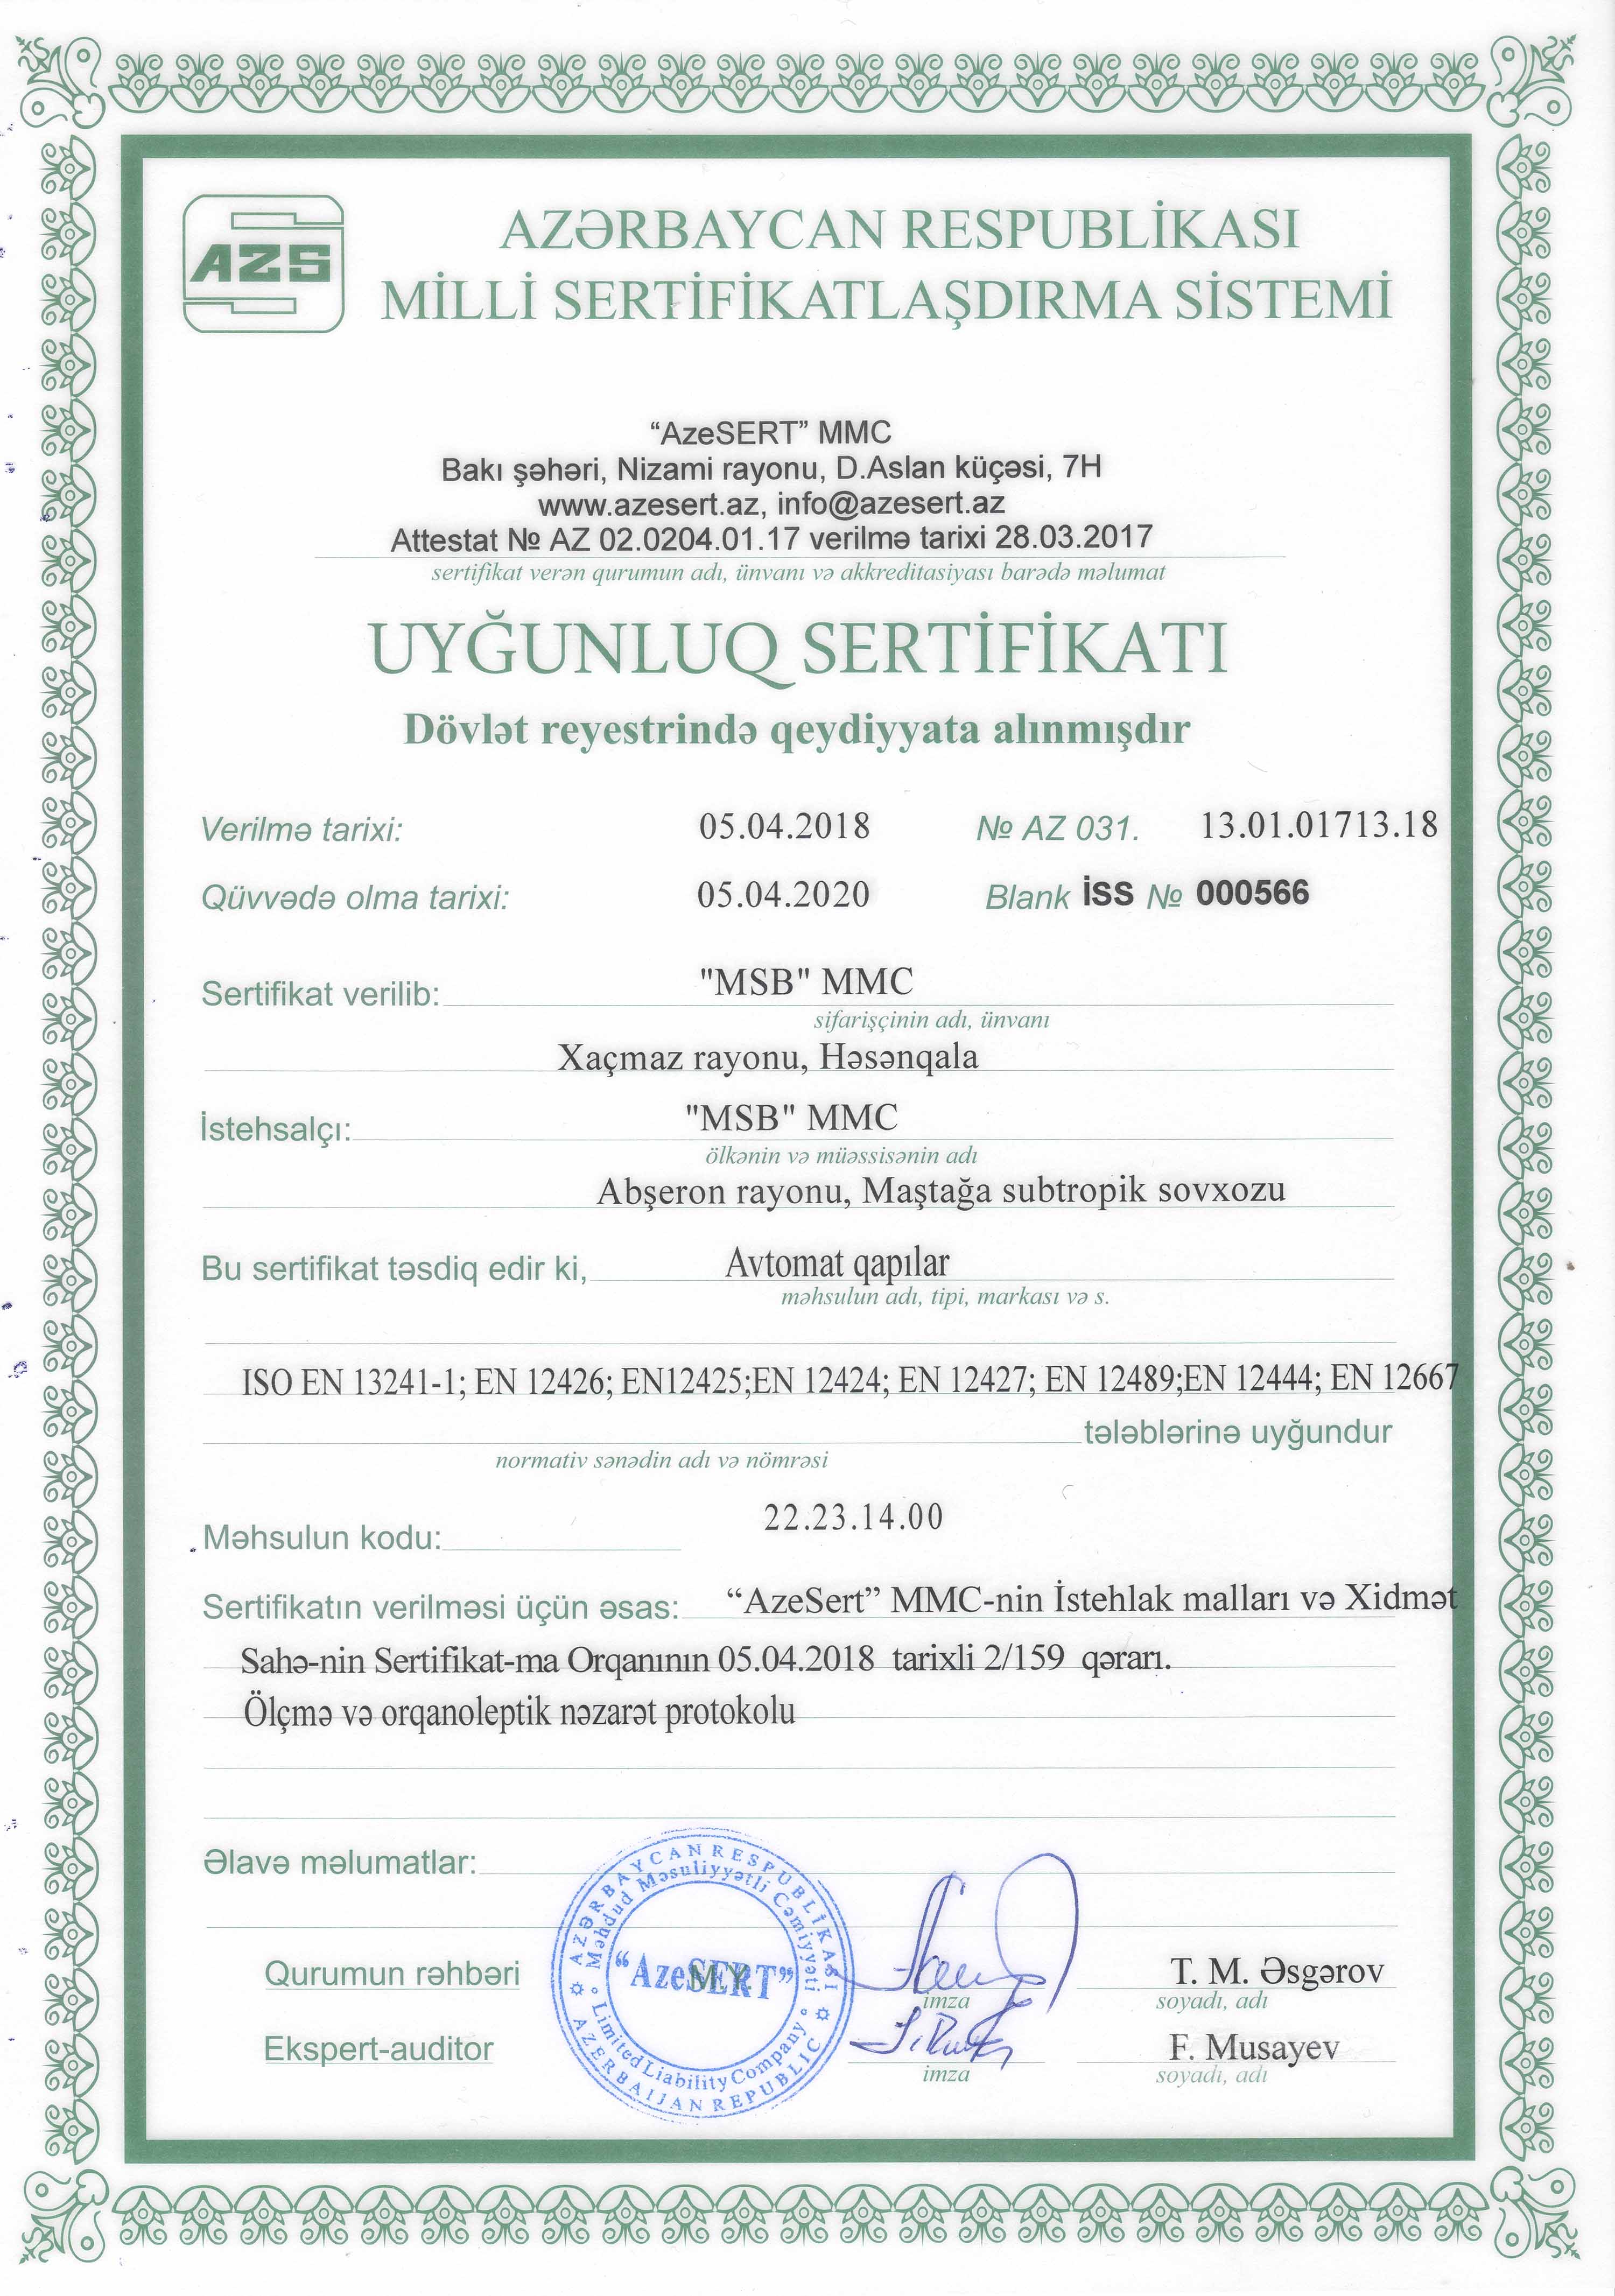 AZS
AZƏRBAYCAN RESPUBLİKASI
MİLLİ SERTİFİKATLAŞDIRMA SİSTEMİ
“AzeSERT” MMC
Bakı şəhəri, Nizami rayonu, D.Aslan küçəsi, 7H
www.azesert.az, info@azesert.az
Attestat № AZ 02.0204.01.17 verilmə tarixi 28.03.2017
sertifikat verən qurumun adı, ünvanı və akkreditasiyası barədə məlumat
UYĞUNLUQ SERTİFİKATI
Dövlət reyestrində qeydiyyata alınmışdır
Verilmə tarixi: 05.04.2018 № AZ 031. 13.01.01713.18
Qüvvədə olma tarixi: 05.04.2020 Blank İSS № 000566
Sertifikat verilib: "MSB" MMC
sifarişçinin adı, ünvanı
Xaçmaz rayonu, Həsənqala
İstehsalçı: "MSB" MMC
ölkənin və müəssisənin adı
Abşeron rayonu, Maştağa subtropik sovxozu
Bu sertifikat təsdiq edir ki, Avtomat qapılar
məhsulun adı, tipi, markası və s.
ISO EN 13241-1; EN 12426; EN12425;EN 12424; EN 12427; EN 12489;EN 12444; EN 12667
tələblərinə uyğundur
normativ sənədin adı və nömrəsi
Məhsulun kodu: 22.23.14.00
Sertifikatın verilməsi üçün əsas: “AzeSert” MMC-nin İstehlak malları və Xidmət
Sahə-nin Sertifikat-ma Orqanının 05.04.2018 tarixli 2/159 qərarı.
Ölçmə və orqanoleptik nəzarət protokolu
Əlavə məlumatlar:
AZƏRBAYCAN RESPUBLİKASI
Məhdud Məsuliyyətli Cəmiyyəti
“AzeSERT”
M.Y.
Limited Liability Company
AZERBAIJAN REPUBLIC
Qurumun rəhbəri T. M. Əsgərov
imza soyadı, adı
Ekspert-auditor F. Musayev
imza soyadı, adı